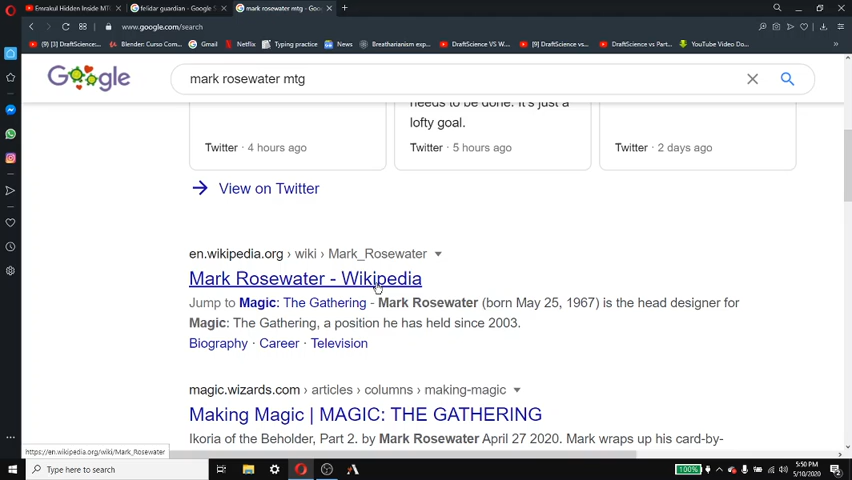 Emrakul Hidden Inside MT
felidar guardian - Google S
mark rosewater mtg - Goo
www.google.com/search
(3) [DraftScience:
Blender: Curso Com..
Gmail
Netflix
Typing practice
News
Breatharianism exp...
DraftScience VS W...
[9] DraftScience vs...
DraftScience vs Part...
YouTube Video Do...
Google
mark rosewater mtg
needs to be done. It's just a
lofty goal.
Twitter · 4 hours ago
Twitter · 5 hours ago
Twitter · 2 days ago
View on Twitter
en.wikipedia.org › wiki › Mark_Rosewater
Mark Rosewater - Wikipedia
Jump to Magic: The Gathering - Mark Rosewater (born May 25, 1967) is the head designer for
Magic: The Gathering, a position he has held since 2003.
Biography · Career · Television
magic.wizards.com › articles › columns › making-magic
Making Magic | MAGIC: THE GATHERING
Ikoria of the Beholder, Part 2. by Mark Rosewater April 27 2020. Mark wraps up his card-by-
https://en.wikipedia.org/wiki/Mark_Rosewater
Type here to search
100%
5:50 PM
5/10/2020
2